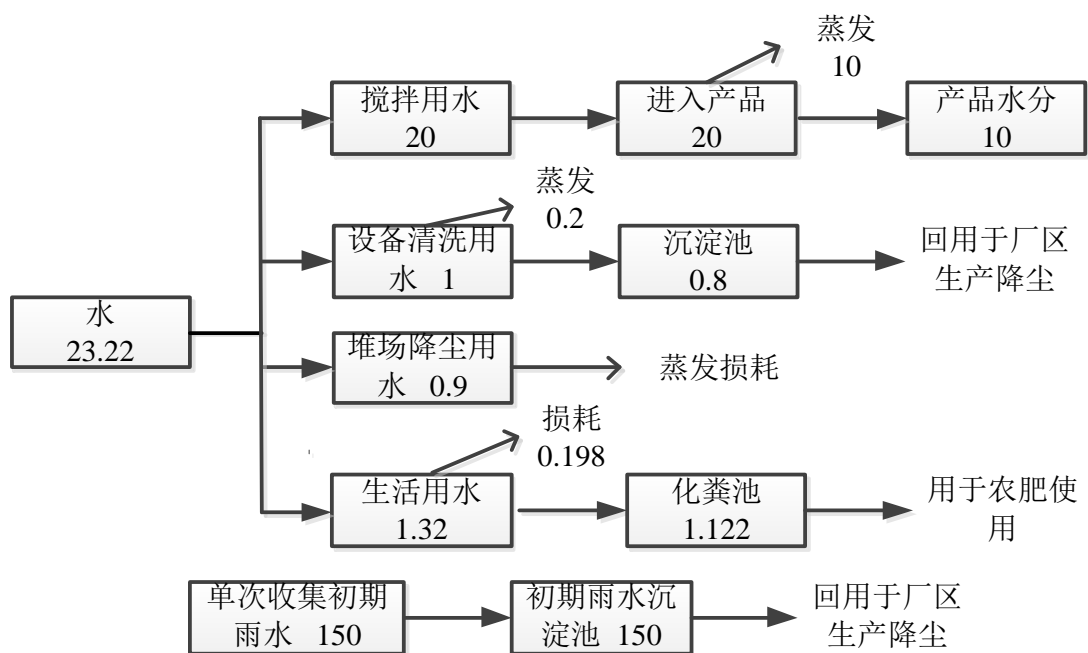 水
23.22
搅拌用水
20
进入产品
20
蒸发
10
产品水分
10
设备清洗用
水 1
蒸发
0.2
沉淀池
0.8
回用于厂区
生产降尘
堆场降尘用
水 0.9
蒸发损耗
生活用水
1.32
损耗
0.198
化粪池
1.122
用于农肥使
用
单次收集初期
雨水 150
初期雨水沉
淀池 150
回用于厂区
生产降尘